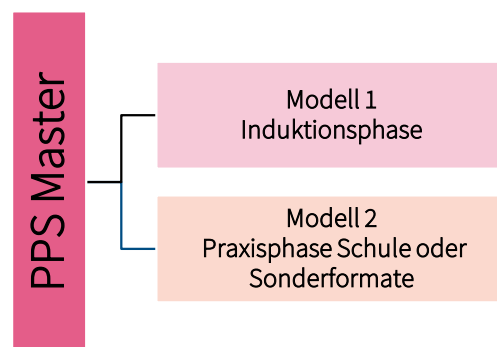 PPS Master
Modell 1
Induktionsphase
Modell 2
Praxisphase Schule oder
Sonderformate